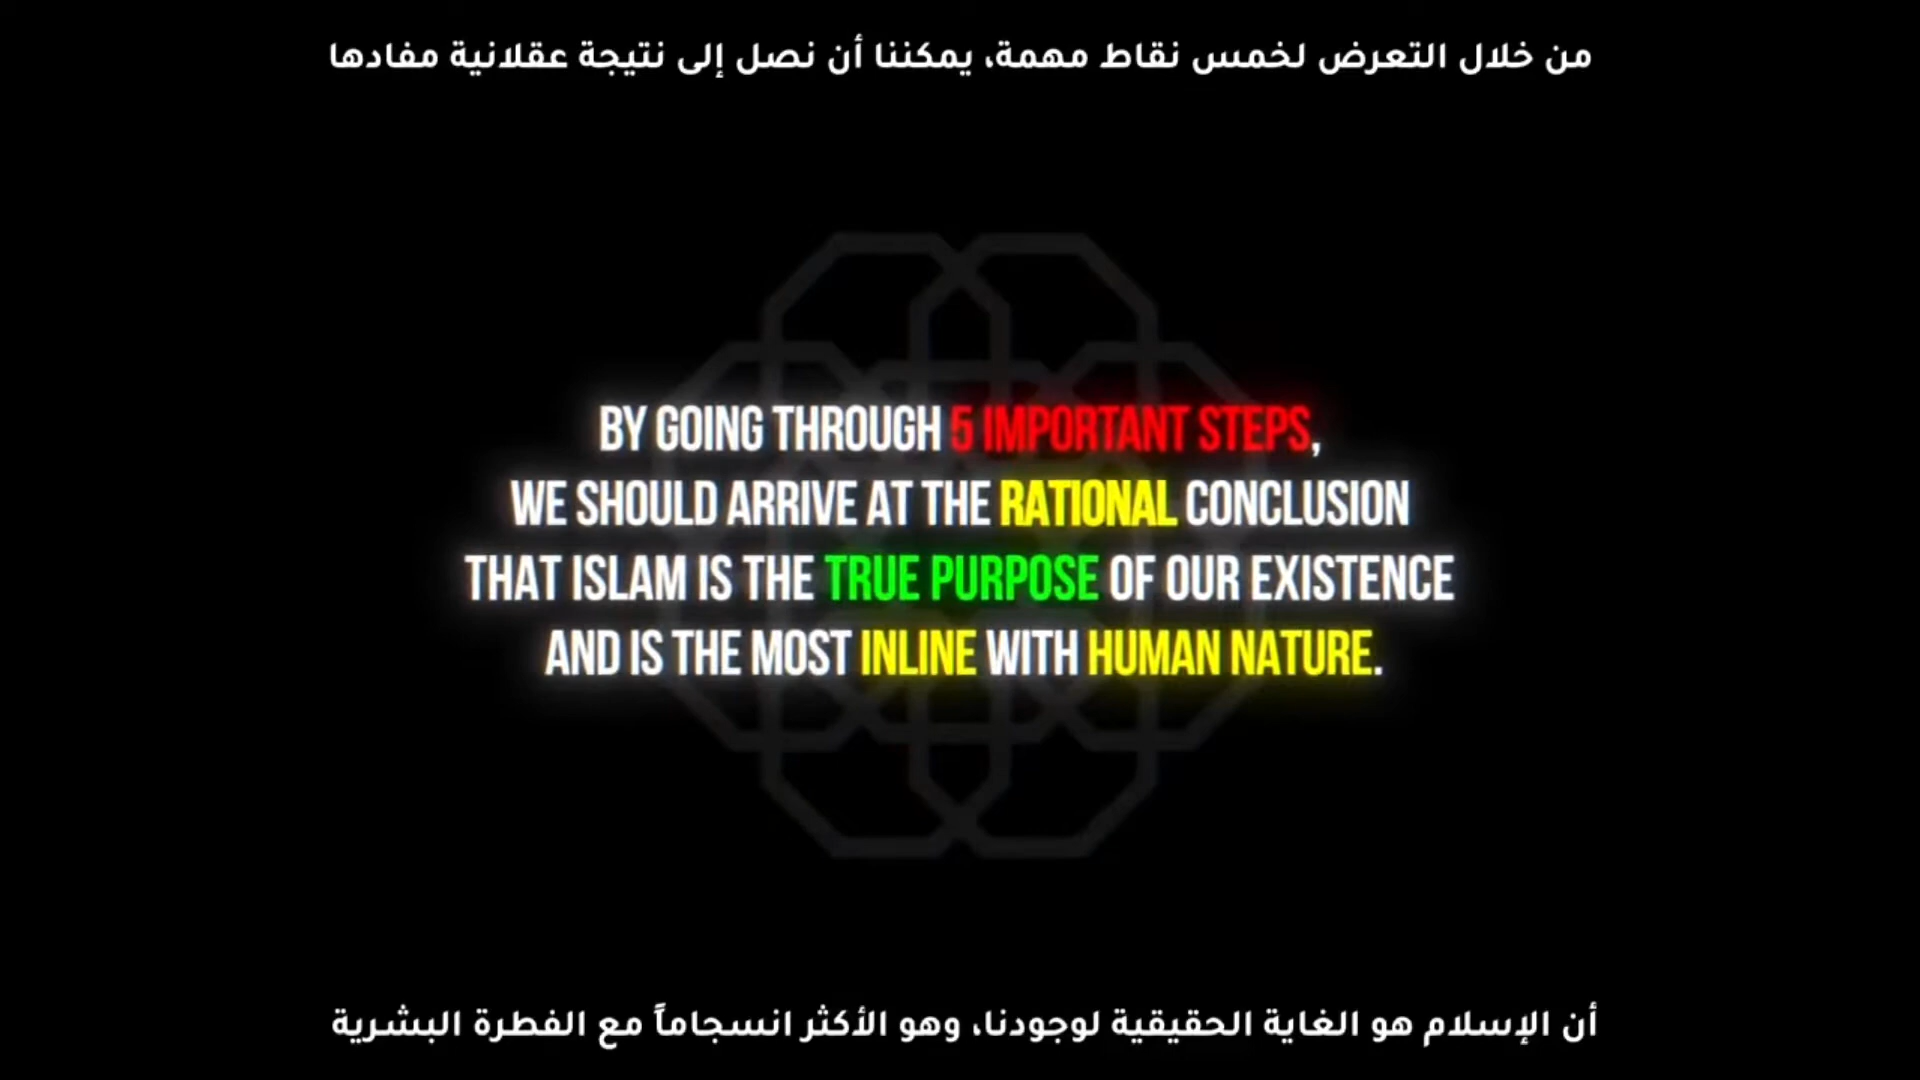 من خلال التعرض لخمس نقاط مهمة، يمكننا أن نصل إلى نتيجة عقلانية مفادها
BY GOING THROUGH 5 IMPORTANT STEPS,
WE SHOULD ARRIVE AT THE RATIONAL CONCLUSION
THAT ISLAM IS THE TRUE PURPOSE OF OUR EXISTENCE
AND IS THE MOST INLINE WITH HUMAN NATURE.
أن الإسلام هو الغاية الحقيقية لوجودنا، وهو الأكثر انسجاماً مع الفطرة البشرية